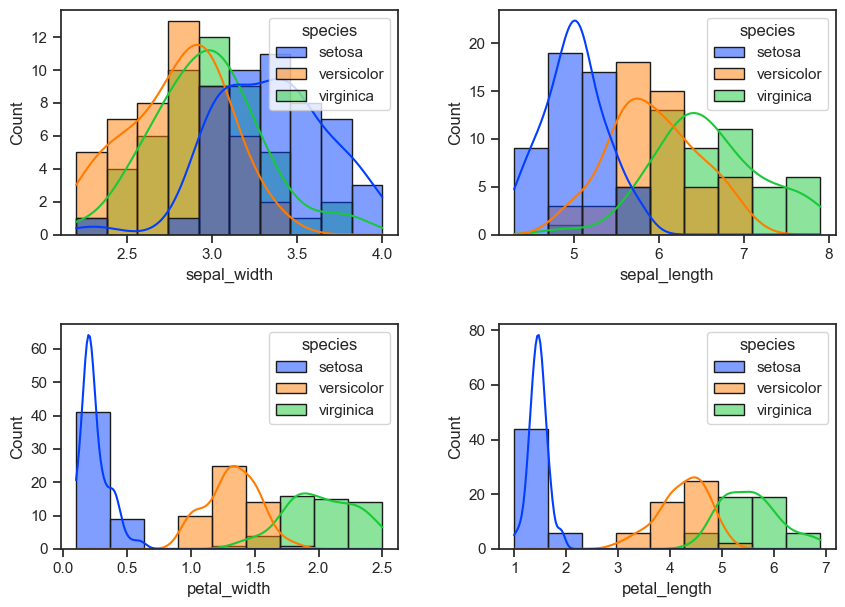 species
setosa
versicolor
virginica
12
10
8
6
4
2
0
Count
2.5 3.0 3.5 4.0
sepal_width
species
setosa
versicolor
virginica
20
15
10
5
0
Count
5 6 7 8
sepal_length
species
setosa
versicolor
virginica
60
50
40
30
20
10
0
Count
0.0 0.5 1.0 1.5 2.0 2.5
petal_width
species
setosa
versicolor
virginica
80
60
40
20
0
Count
1 2 3 4 5 6 7
petal_length